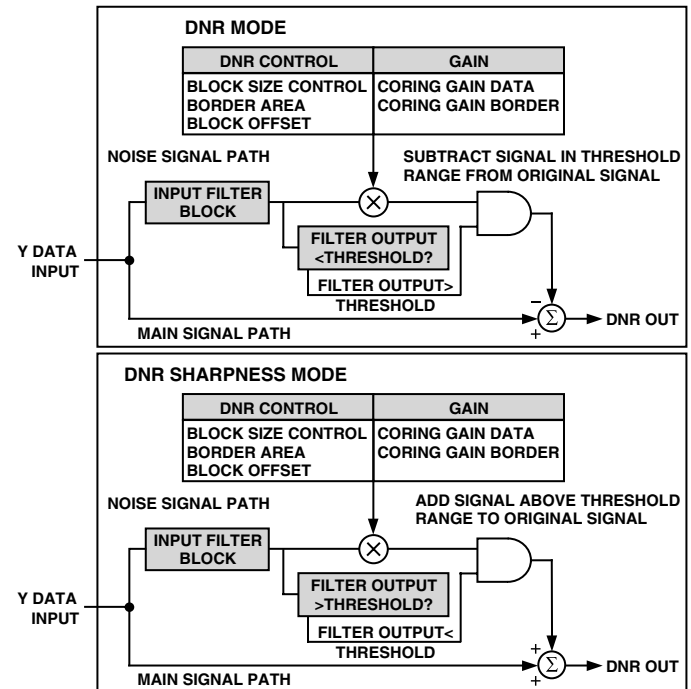 DNR MODE
DNR CONTROL GAIN
BLOCK SIZE CONTROL CORING GAIN DATA
BORDER AREA CORING GAIN BORDER
BLOCK OFFSET
NOISE SIGNAL PATH
SUBTRACT SIGNAL IN THRESHOLD
RANGE FROM ORIGINAL SIGNAL
INPUT FILTER
BLOCK
×
FILTER OUTPUT
<THRESHOLD?
Y DATA
INPUT
FILTER OUTPUT>
THRESHOLD
MAIN SIGNAL PATH
−
+
Σ
DNR OUT
DNR SHARPNESS MODE
DNR CONTROL GAIN
BLOCK SIZE CONTROL CORING GAIN DATA
BORDER AREA CORING GAIN BORDER
BLOCK OFFSET
NOISE SIGNAL PATH
ADD SIGNAL ABOVE THRESHOLD
RANGE TO ORIGINAL SIGNAL
INPUT FILTER
BLOCK
×
FILTER OUTPUT
>THRESHOLD?
Y DATA
INPUT
FILTER OUTPUT<
THRESHOLD
MAIN SIGNAL PATH
+
+
Σ
DNR OUT